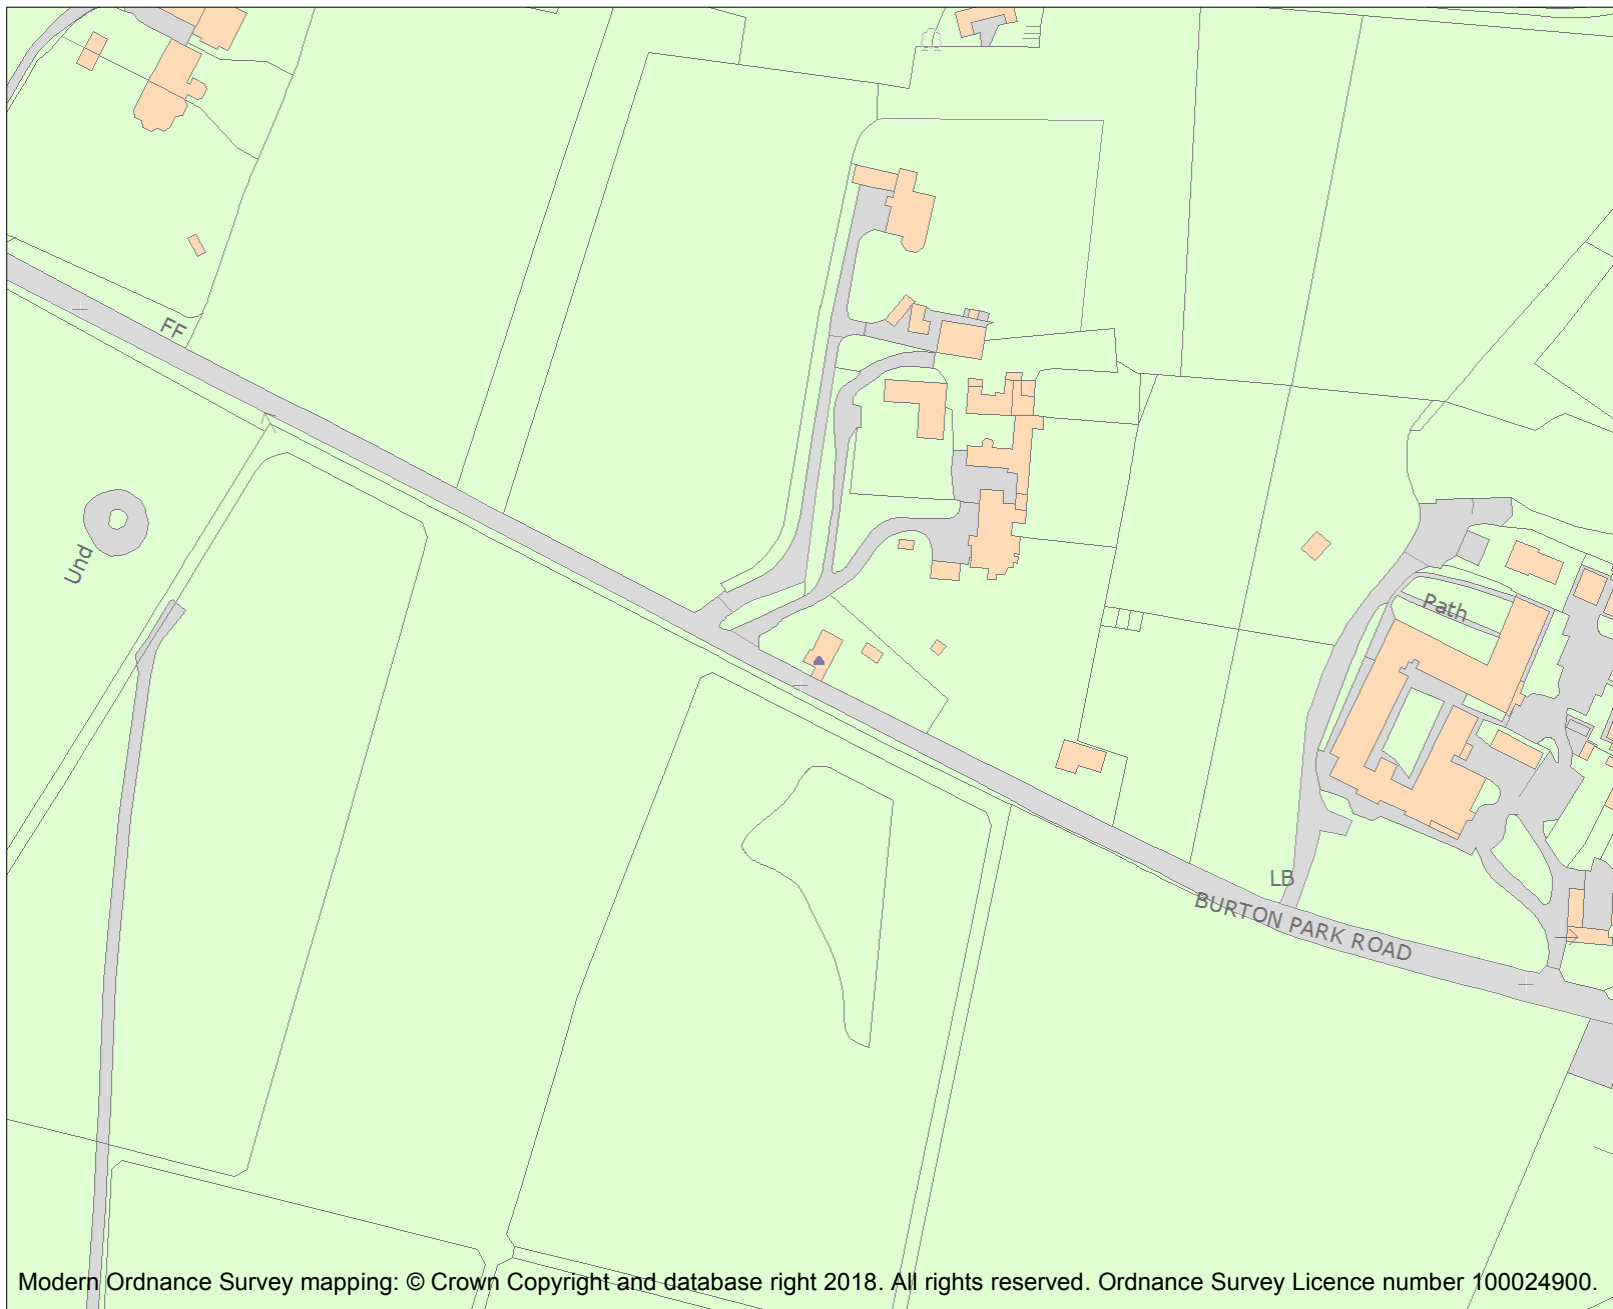 FF
Und
Path
LB
BURTON PARK ROAD
Modern Ordnance Survey mapping: © Crown Copyright and database right 2018. All rights reserved. Ordnance Survey Licence number 100024900.